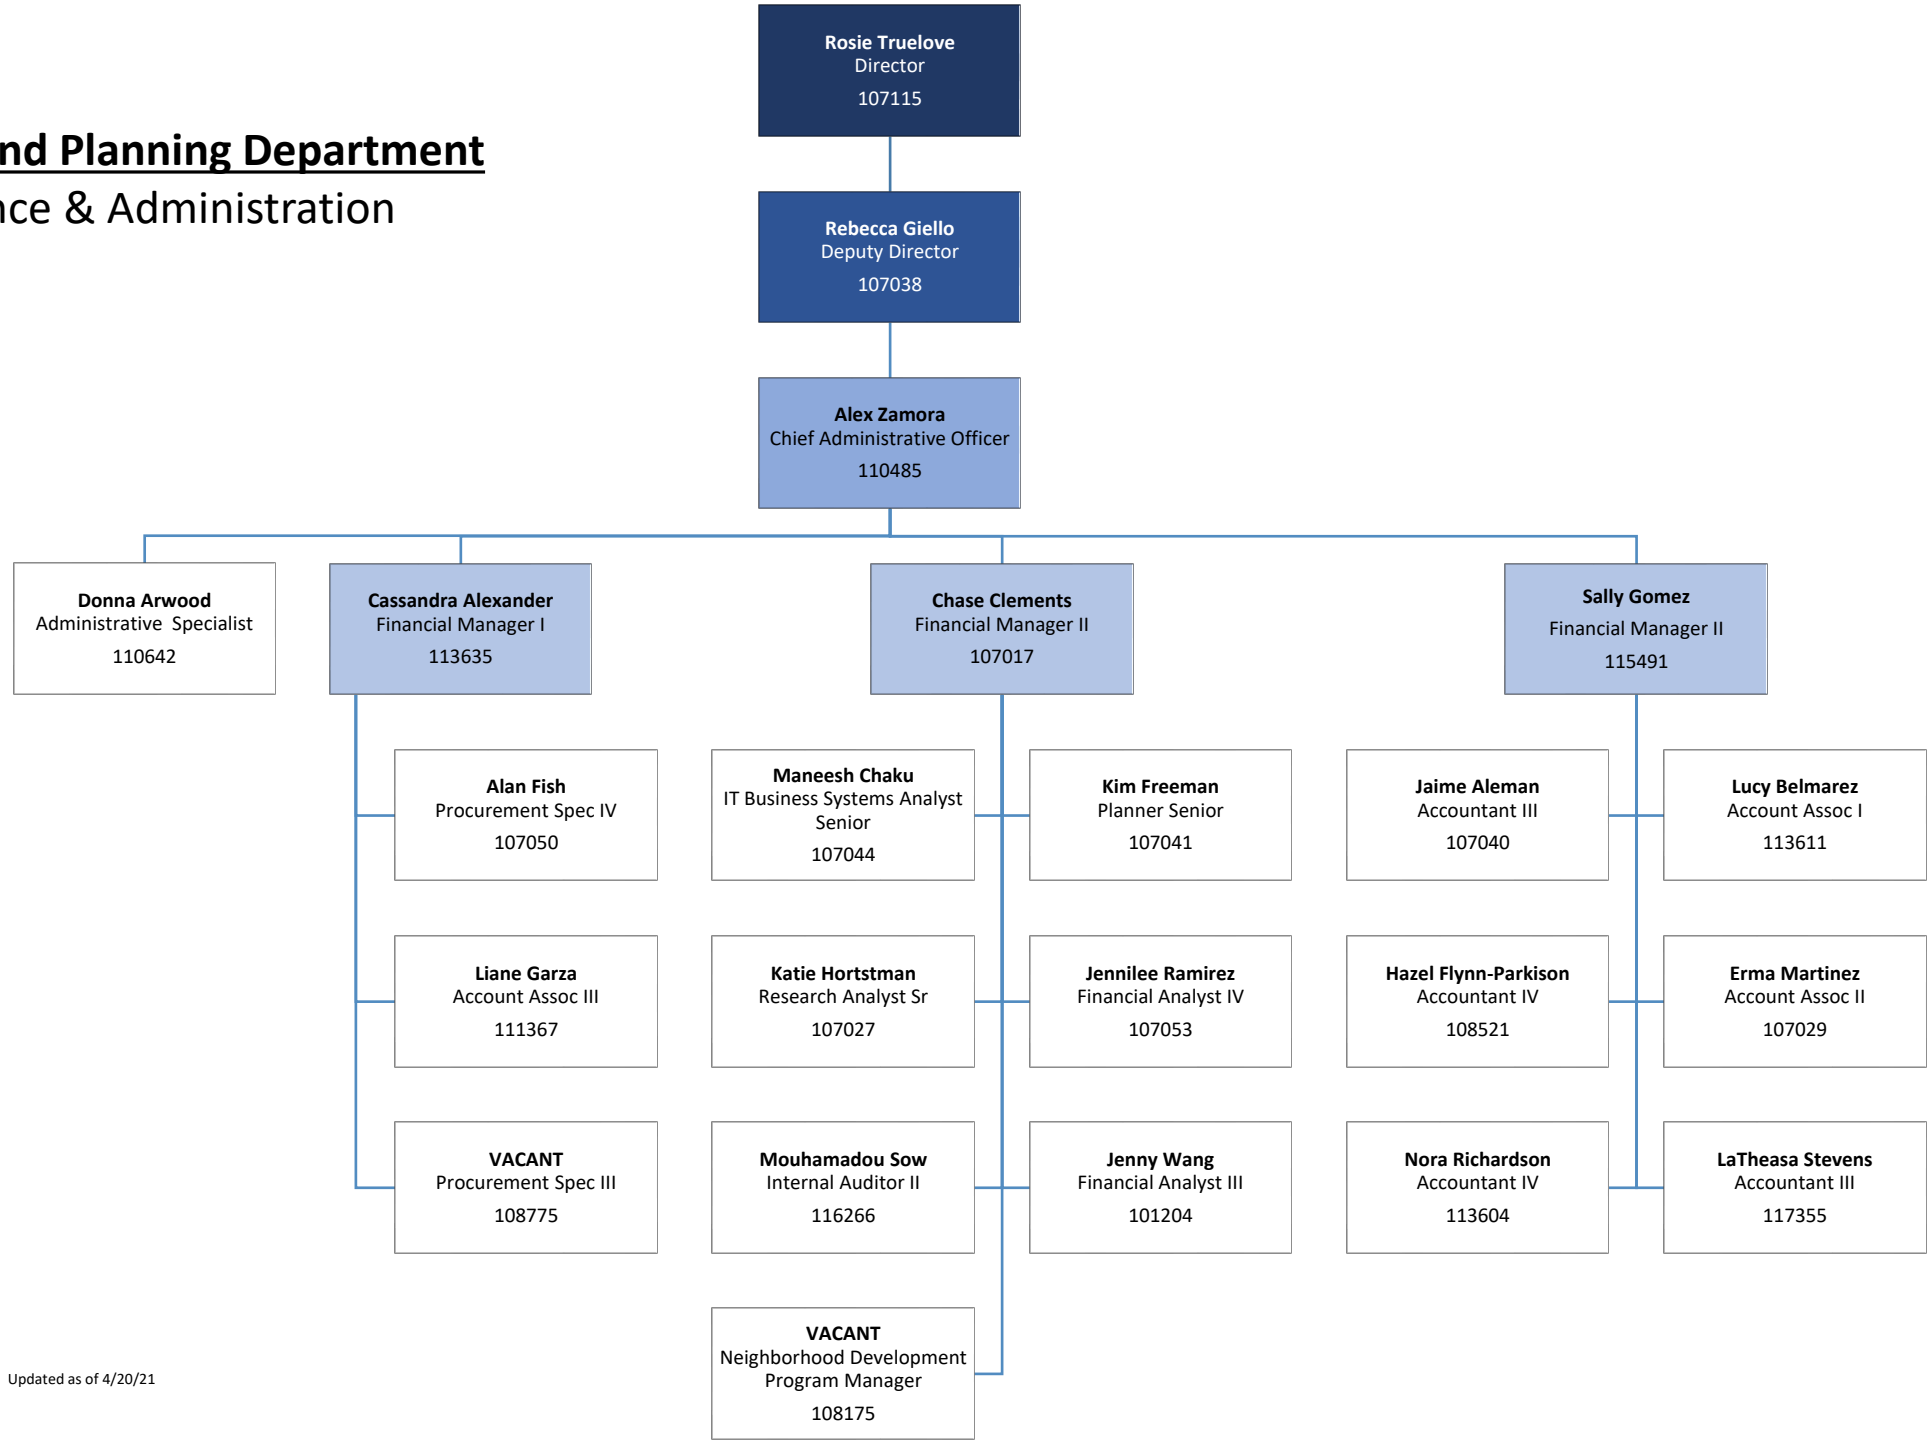 Rosie Truelove
Director
107115
nd Planning Department
nce & Administration
Rebecca Giello
Deputy Director
107038
Alex Zamora
Chief Administrative Officer
110485
Donna Arwood
Administrative  Specialist
110642
Cassandra Alexander
Financial Manager I
113635
Chase Clements
Financial Manager II
107017
Sally Gomez
Financial Manager II
115491
Alan Fish
Procurement Spec IV
107050
Maneesh Chaku
IT Business Systems Analyst
Senior
107044
Kim Freeman
Planner Senior
107041
Jaime Aleman
Accountant III
107040
Lucy Belmarez
Account Assoc I
113611
Liane Garza
Account Assoc III
111367
Katie Hortstman
Research Analyst Sr
107027
Jennilee Ramirez
Financial Analyst IV
107053
Hazel Flynn-Parkison
Accountant IV
108521
Erma Martinez
Account Assoc II
107029
VACANT
Procurement Spec III
108775
Mouhamadou Sow
Internal Auditor II
116266
Jenny Wang
Financial Analyst III
101204
Nora Richardson
Accountant IV
113604
LaTheasa Stevens
Accountant III
117355
VACANT
Neighborhood Development
Program Manager
108175
Updated as of 4/20/21